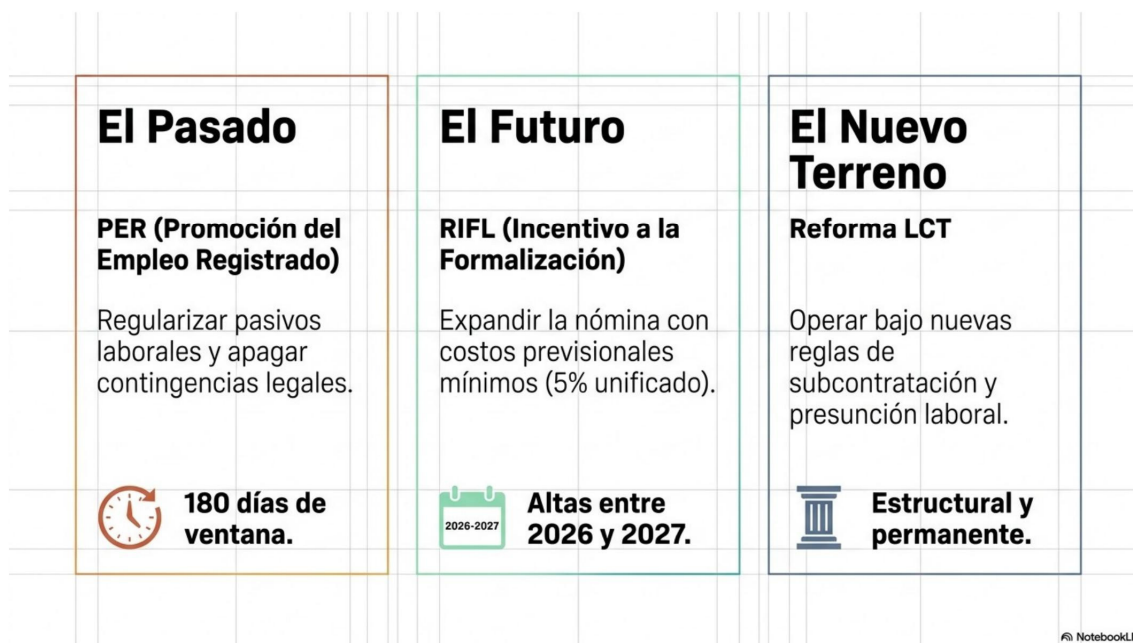 El Pasado
PER (Promoción del
Empleo Registrado)
Regularizar pasivos
laborales y apagar
contingencias legales.
180 días de
ventana.
El Futuro
RIFL (Incentivo a la
Formalización)
Expandir la nómina con
costos previsionales
mínimos (5% unificado).
2026-2027
Altas entre
2026 y 2027.
El Nuevo
Terreno
Reforma LCT
Operar bajo nuevas
reglas de
subcontratación y
presunción laboral.
Estructural y
permanente.
NotebookL